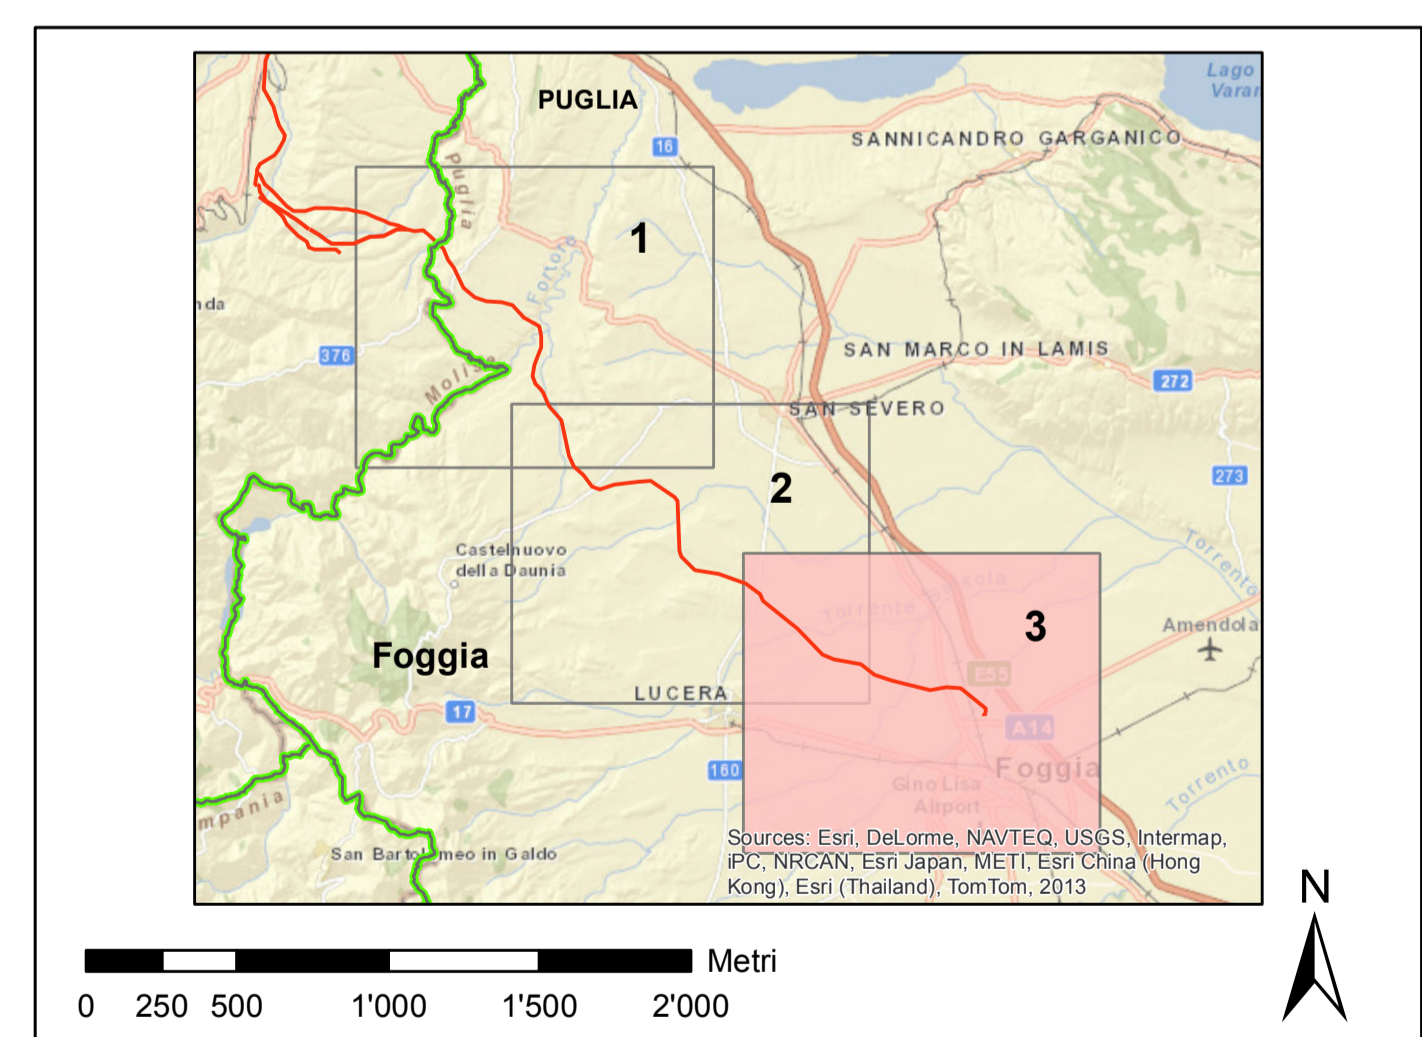 Lago
Varan
PUGLIA
16
SANNICANDRO GARGANICO
Puglia
1
Fortore
nda
376
Molise
SAN MARCO IN LAMIS
272
SAN SEVERO
273
2
Castelnuovo
della Daunia
Torrente
Torrente Salsola
3
Amendola
Foggia
E55
LUCERA
17
A14
160
Foggia
Gino Lisa
Airport
Torrento
mpania
San Bartolomeo in Galdo
Sources: Esri, DeLorme, NAVTEQ, USGS, Intermap,
iPC, NRCAN, Esri Japan, METI, Esri China (Hong
Kong), Esri (Thailand), TomTom, 2013
N
Metri
0 250 500 1'000 1'500 2'000